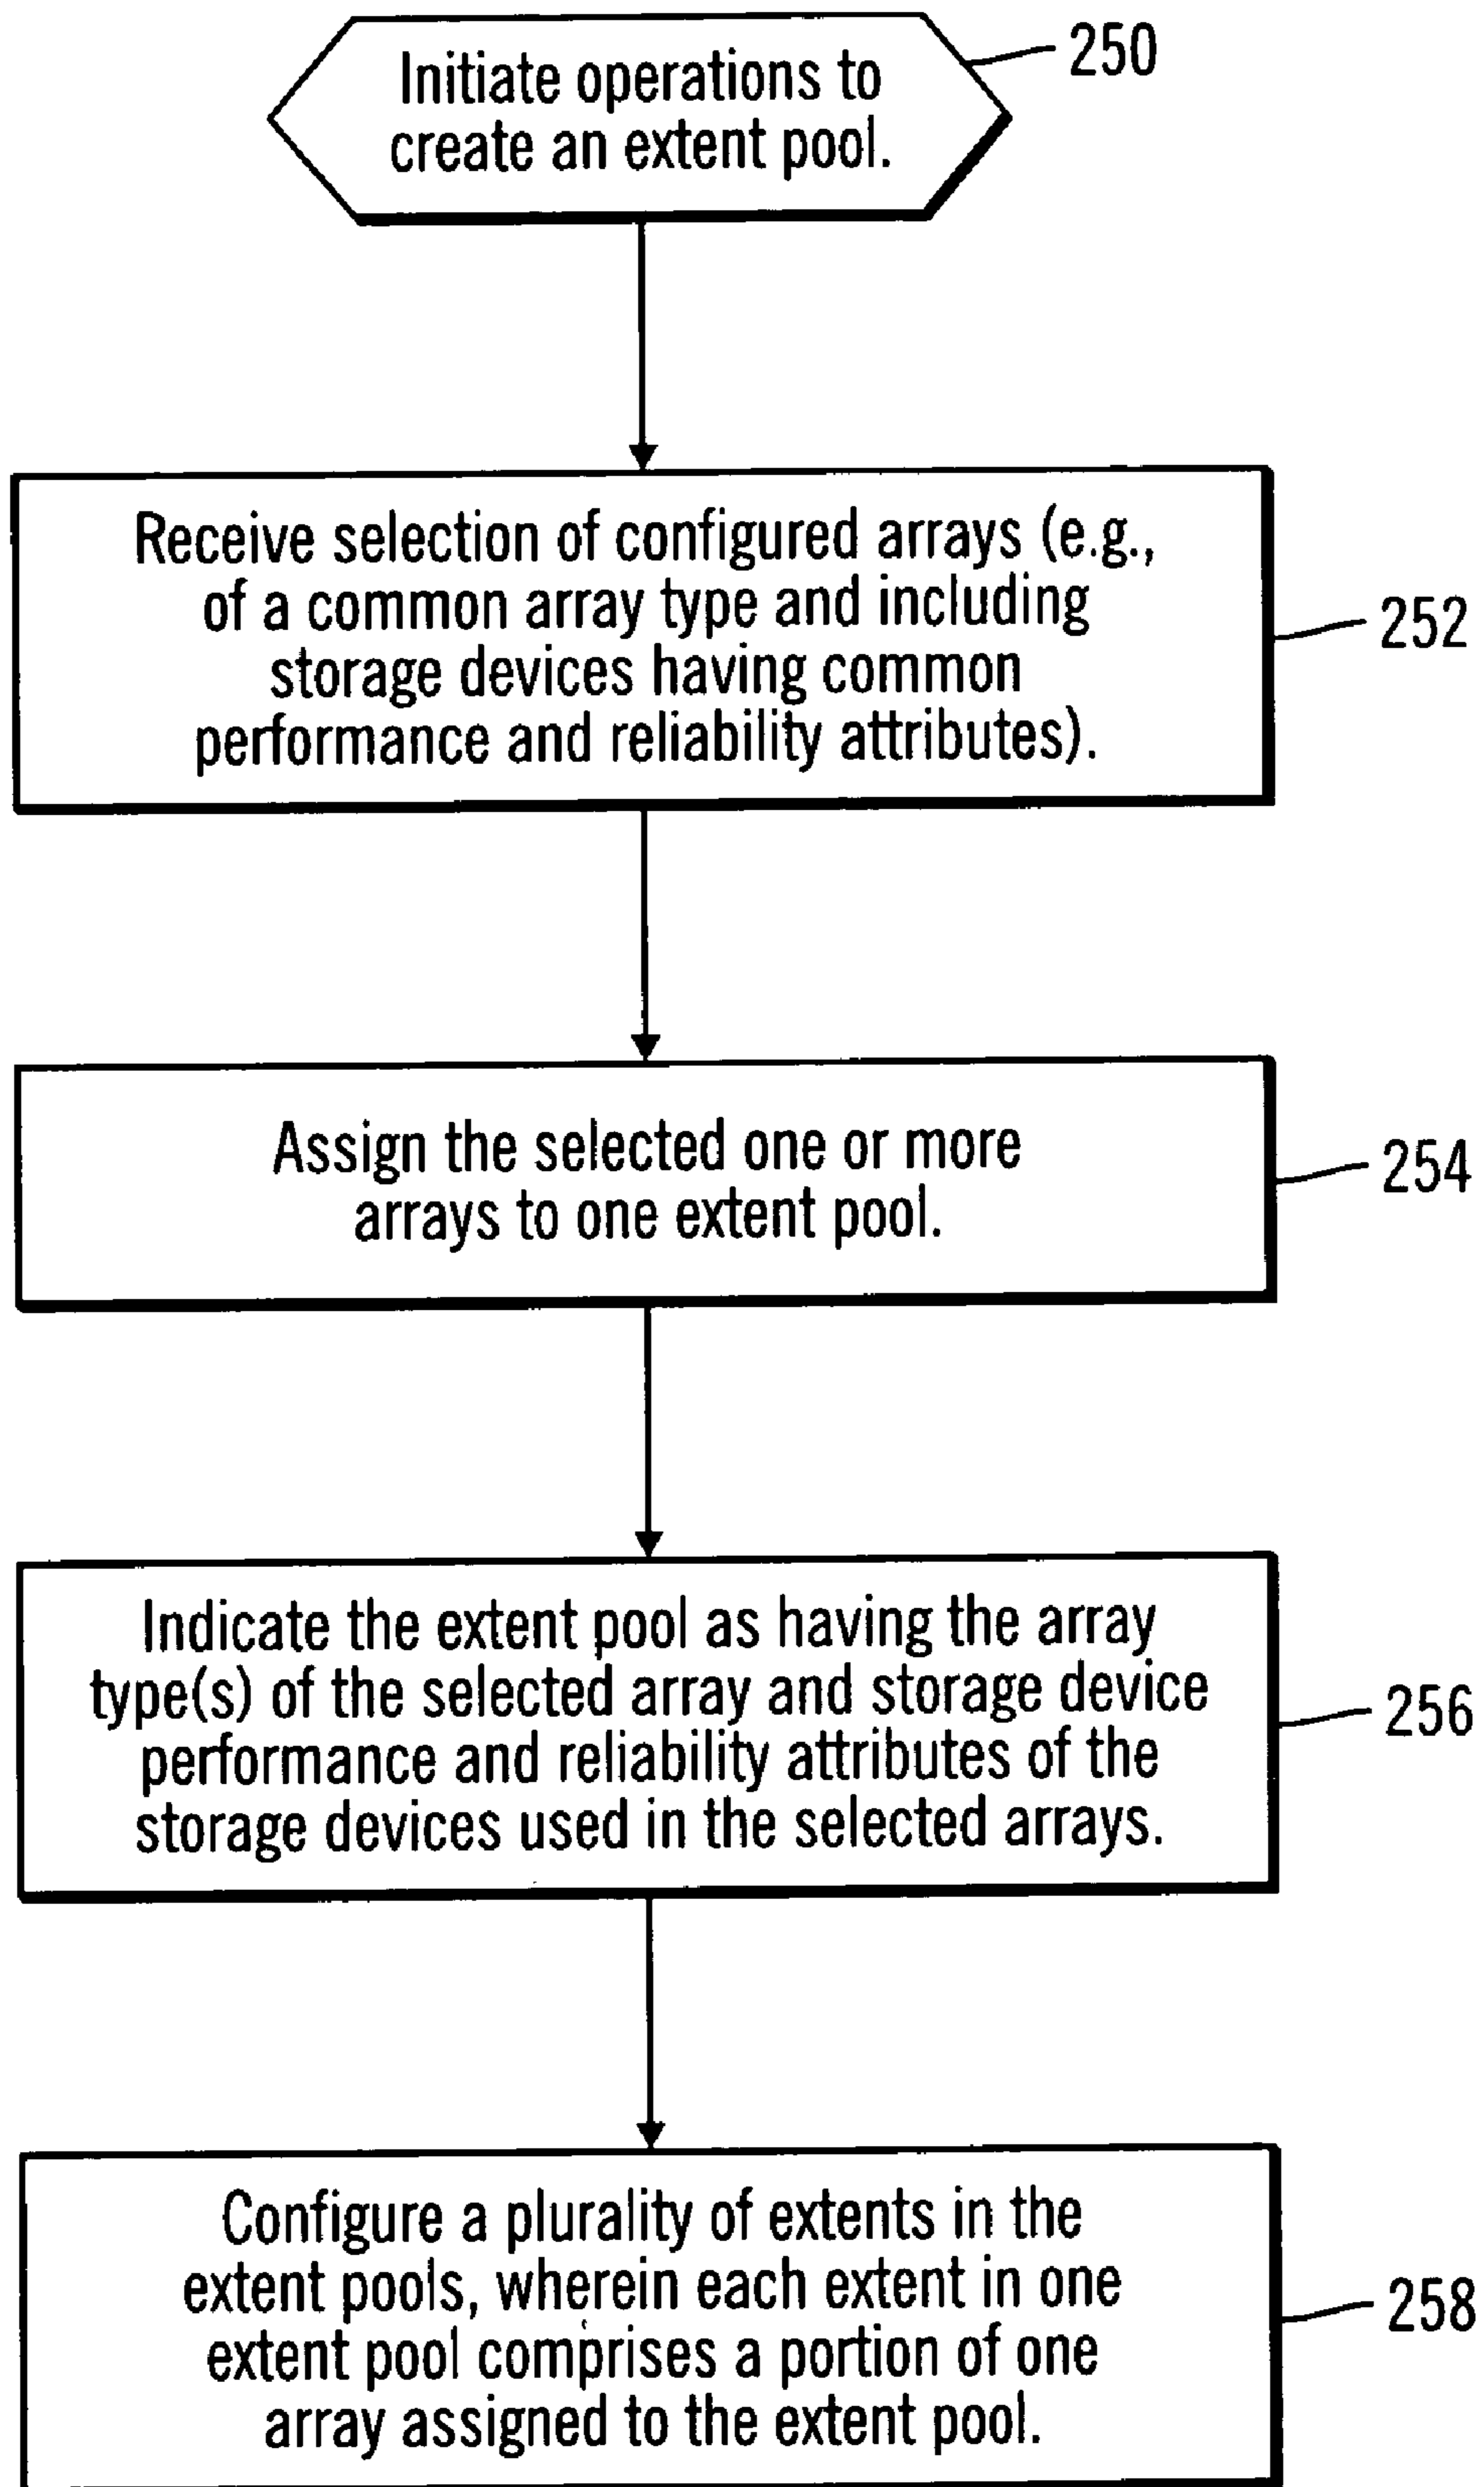 Initiate operations to
create an extent pool.
250
Receive selection of configured arrays (e.g.,
of a common array type and including
storage devices having common
performance and reliability attributes).
252
Assign the selected one or more
arrays to one extent pool.
254
Indicate the extent pool as having the array
type(s) of the selected array and storage device
performance and reliability attributes of the
storage devices used in the selected arrays.
256
Configure a plurality of extents in the
extent pools, wherein each extent in one
extent pool comprises a portion of one
array assigned to the extent pool.
258